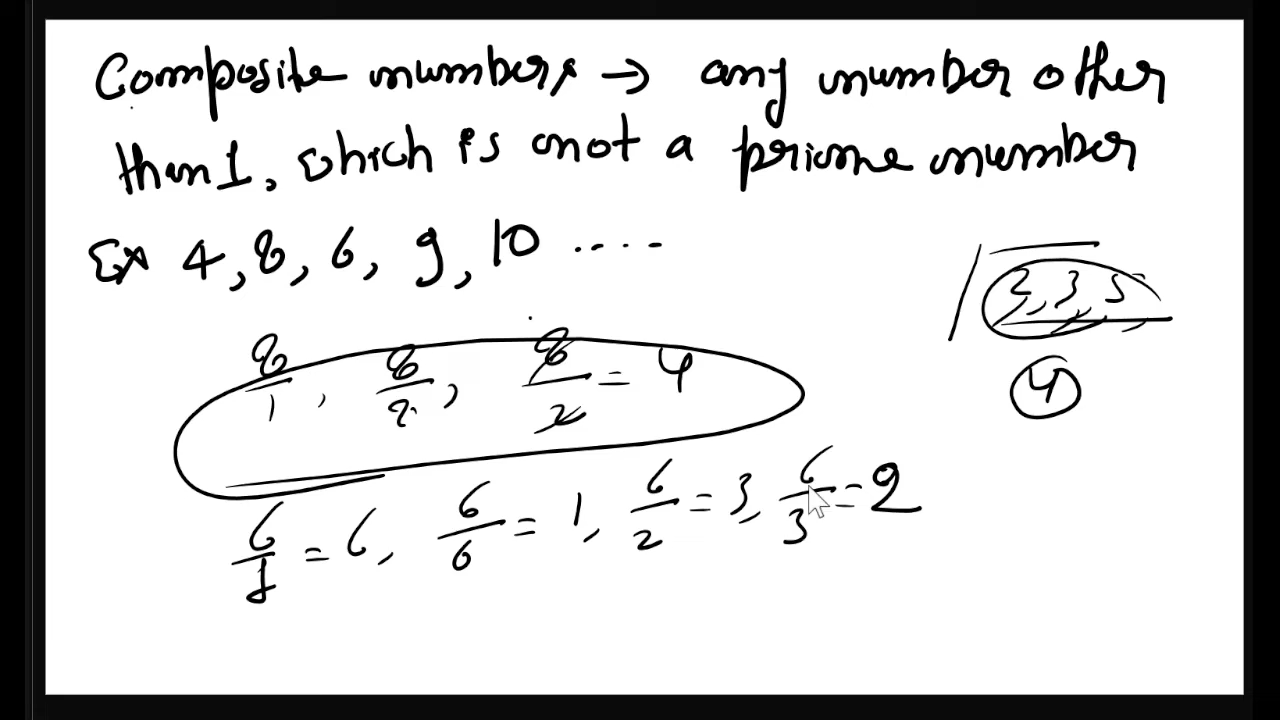 Composite numbers → any number other
than 1, which is not a prime number
Ex 4, 8, 6, 9, 10 ....
2, 3, 5
8/1, 8/8, 8/2 = 4
4
6/1 = 6, 6/6 = 1, 6/2 = 3, 6/3 = 2